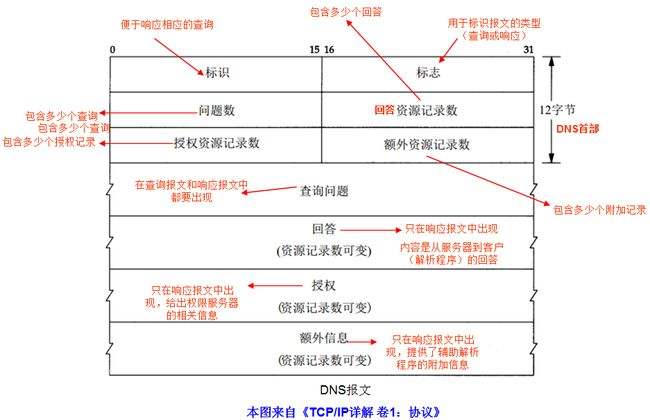 包含多少个回答
便于响应相应的查询
用于标识报文的类型
（查询或响应）
0
15
16
31
标识
标志
包含多少个查询
包含多少个查询
问题数
回答资源记录数
12字节
DNS首部
包含多少个授权记录
授权资源记录数
额外资源记录数
在查询报文和响应报文中
都要出现
查询问题
包含多少个附加记录
回答
(资源记录数可变)
只在响应报文中出现
内容是从服务器到客户
（解析程序）的回答
只在响应报文中出
现，给出权限服务器
的相关信息
授权
(资源记录数可变)
额外信息
(资源记录数可变)
只在响应报文中出
现，提供了辅助解析
程序的附加信息
DNS报文
本图来自《TCP/IP详解 卷1：协议》